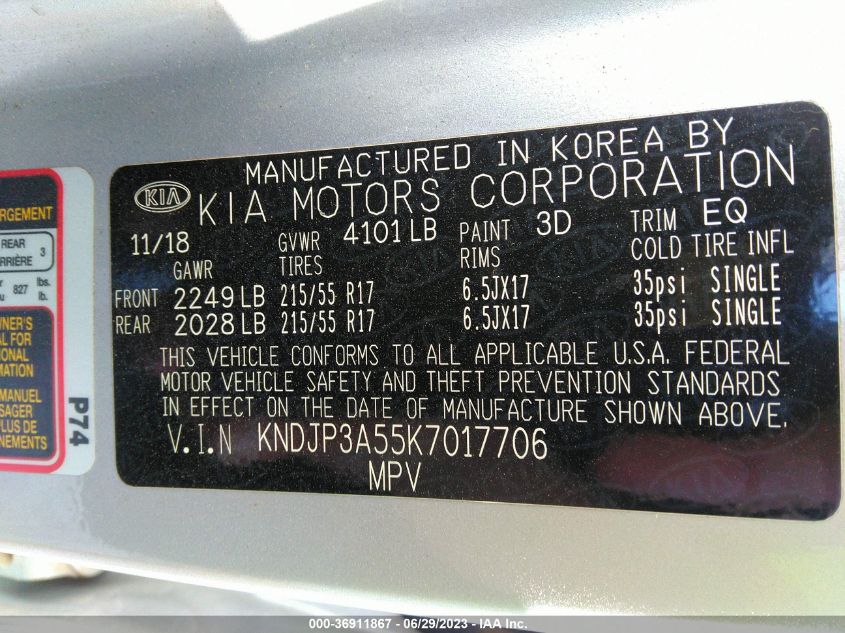 MANUFACTURED IN KOREA BY
KIA KIA MOTORS CORPORATION
11/18 GVWR 4101 LB PAINT 3D TRIM EQ
GAWR TIRES RIMS COLD TIRE INFL
FRONT 2249 LB 215/55 R17 6.5JX17 35psi SINGLE
REAR 2028 LB 215/55 R17 6.5JX17 35psi SINGLE
THIS VEHICLE CONFORMS TO ALL APPLICABLE U.S.A. FEDERAL
MOTOR VEHICLE SAFETY AND THEFT PREVENTION STANDARDS
IN EFFECT ON THE DATE OF MANUFACTURE SHOWN ABOVE.
V.I.N KNDJP3A55K7017706
MPV
REAR 3
827 lbs.
lb.
MANUEL
P74
000-36911867 - 06/29/2023 - IAA, Inc.